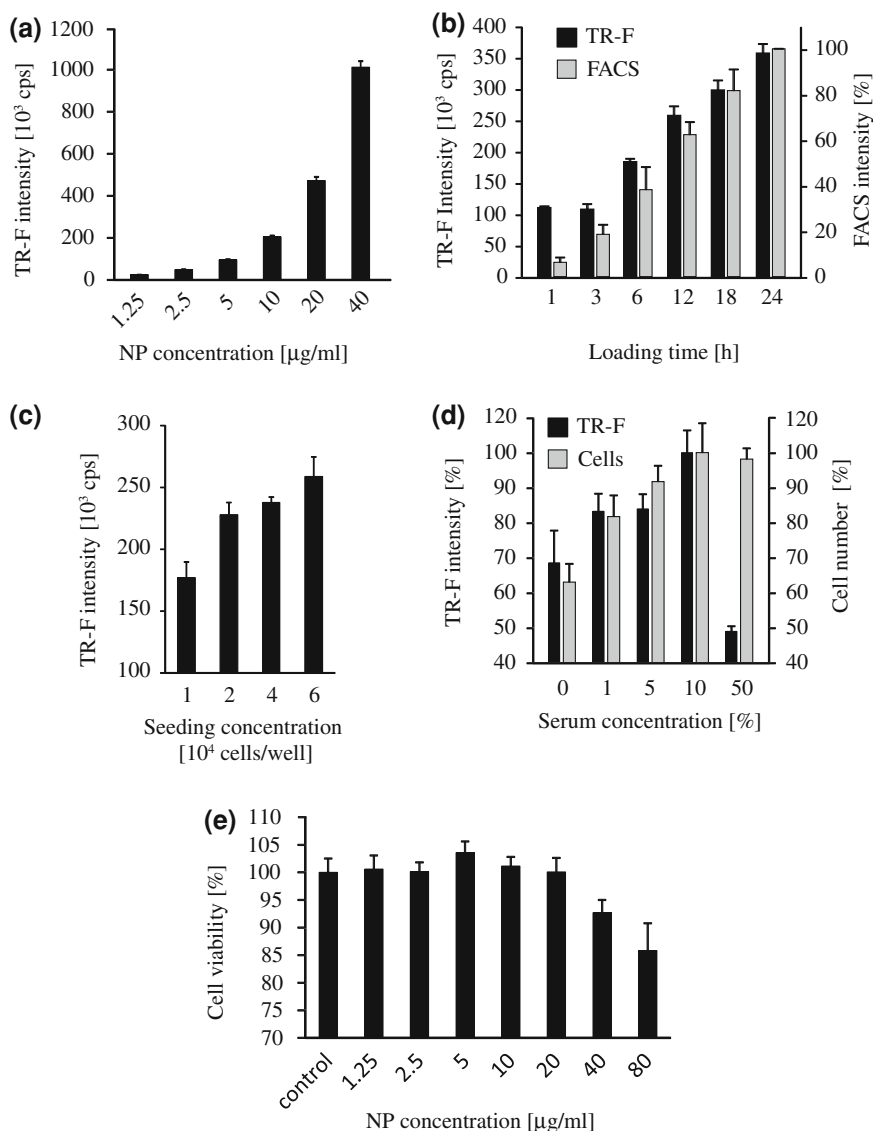 (a)
TR-F intensity [10³ cps]
1200
1000
800
600
400
200
0
1.25 2.5 5 10 20 40
NP concentration [µg/ml]
(b)
TR-F
FACS
TR-F Intensity [10³ cps]
400
350
300
250
200
150
100
50
0
FACS intensity [%]
100
80
60
40
20
0
1 3 6 12 18 24
Loading time [h]
(c)
TR-F intensity [10³ cps]
300
250
200
150
100
1 2 4 6
Seeding concentration
[10⁴ cells/well]
(d)
TR-F
Cells
TR-F intensity [%]
120
100
80
70
60
50
40
Cell number [%]
120
100
90
80
70
60
50
40
0 1 5 10 50
Serum concentration [%]
(e)
Cell viability [%]
110
105
100
95
90
85
80
75
70
control 1.25 2.5 5 10 20 40 80
NP concentration [µg/ml]